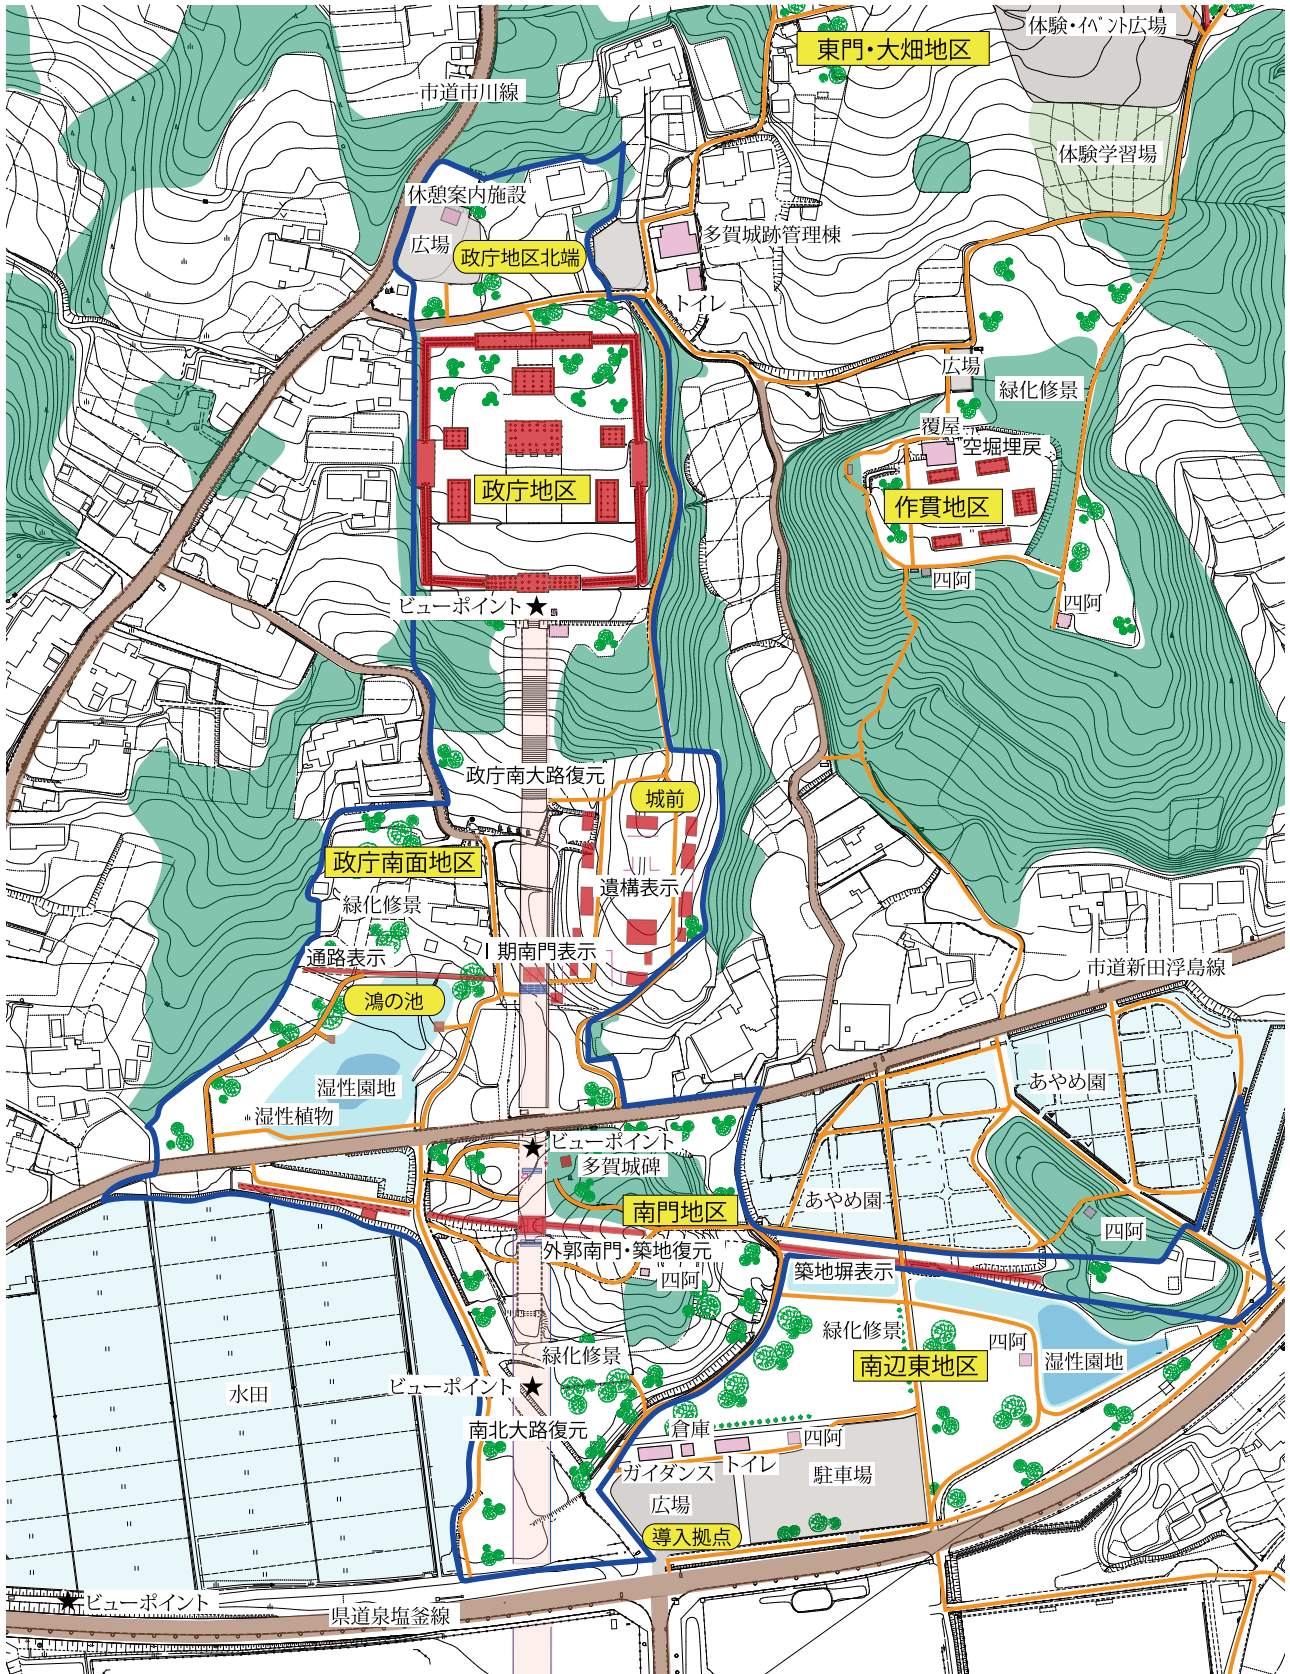 体験・イベント広場
東門・大畑地区
市道市川線
体験学習場
休憩案内施設
多賀城跡管理棟
広場
政庁地区北端
トイレ
広場
緑化修景
覆屋
空堀埋戻
政庁地区
作貫地区
四阿
四阿
ビューポイント★
政庁南大路復元
城前
政庁南面地区
遺構表示
緑化修景
Ⅰ期南門表示
通路表示
市道新田浮島線
鴻の池
湿性園地
あやめ園
湿性植物
ビューポイント
多賀城碑
あやめ園
南門地区
四阿
外郭南門・築地復元
四阿
築地塀表示
緑化修景
四阿
緑化修景
湿性園地
南辺東地区
ビューポイント★
水田
南北大路復元
倉庫
四阿
ガイダンス
トイレ
駐車場
広場
導入拠点
★ビューポイント
県道泉塩釜線